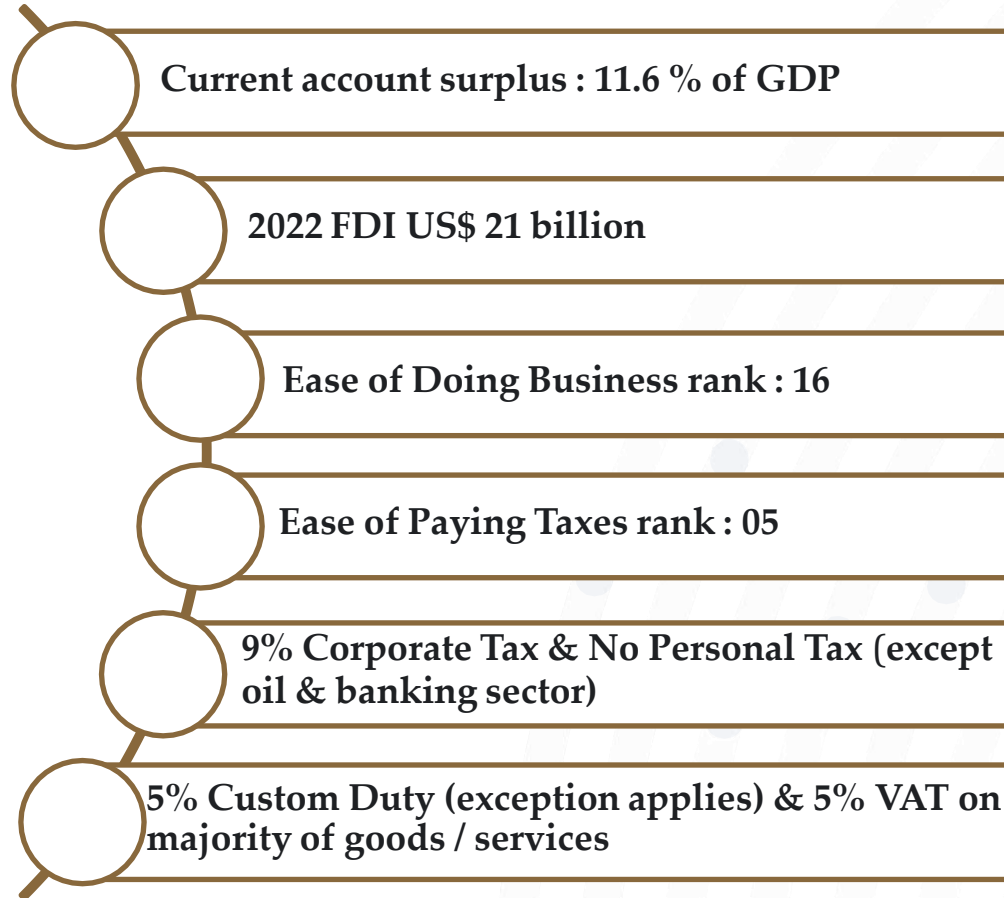 Current account surplus : 11.6 % of GDP
2022 FDI US$ 21 billion
Ease of Doing Business rank : 16
Ease of Paying Taxes rank : 05
9% Corporate Tax & No Personal Tax (except
oil & banking sector)
5% Custom Duty (exception applies) & 5% VAT on
majority of goods / services